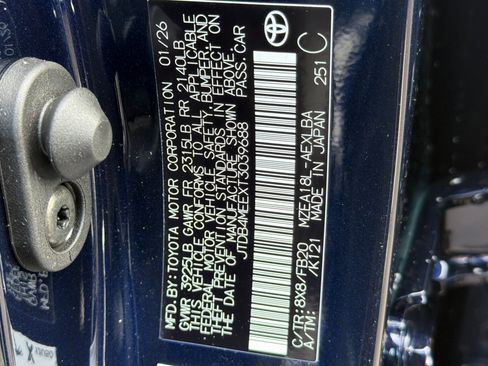 MFD.BY:TOYOTA MOTOR CORPORATION 01/26
GVWR 3925LB GAWR FR 2315LB RR 2140LB
THIS VEHICLE CONFORMS TO ALL APPLICABLE
FEDERAL MOTOR VEHICLE SAFETY, BUMPER, AND
THEFT PREVENTION STANDARDS IN EFFECT ON
THE DATE OF MANUFACTURE SHOWN ABOVE.
JTDB4MEEXT3039688 PASS.CAR
C/TR:8X8/FB20 MZEA18L-AEXLBA
A/TM: /K121 MADE IN JAPAN
251 C